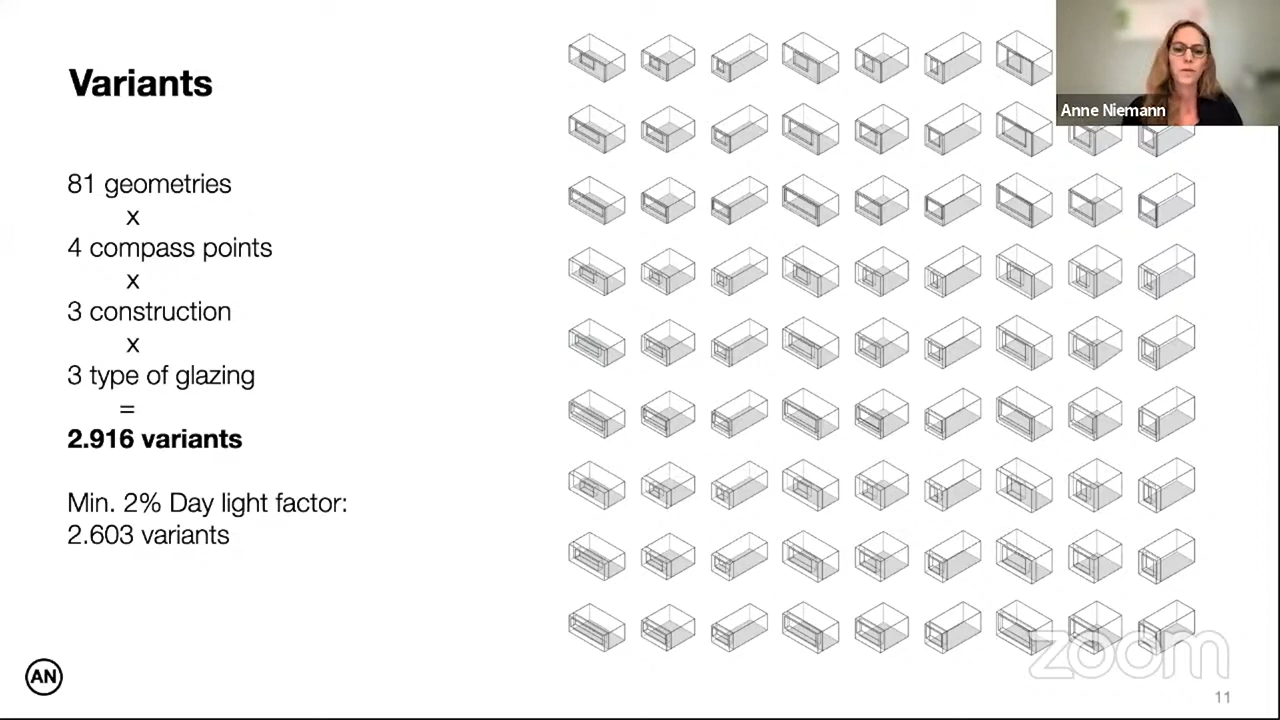 Variants
81 geometries
x
4 compass points
x
3 construction
x
3 type of glazing
=
2.916 variants
Min. 2% Day light factor:
2.603 variants
AN
Anne Niemann
zoom
11